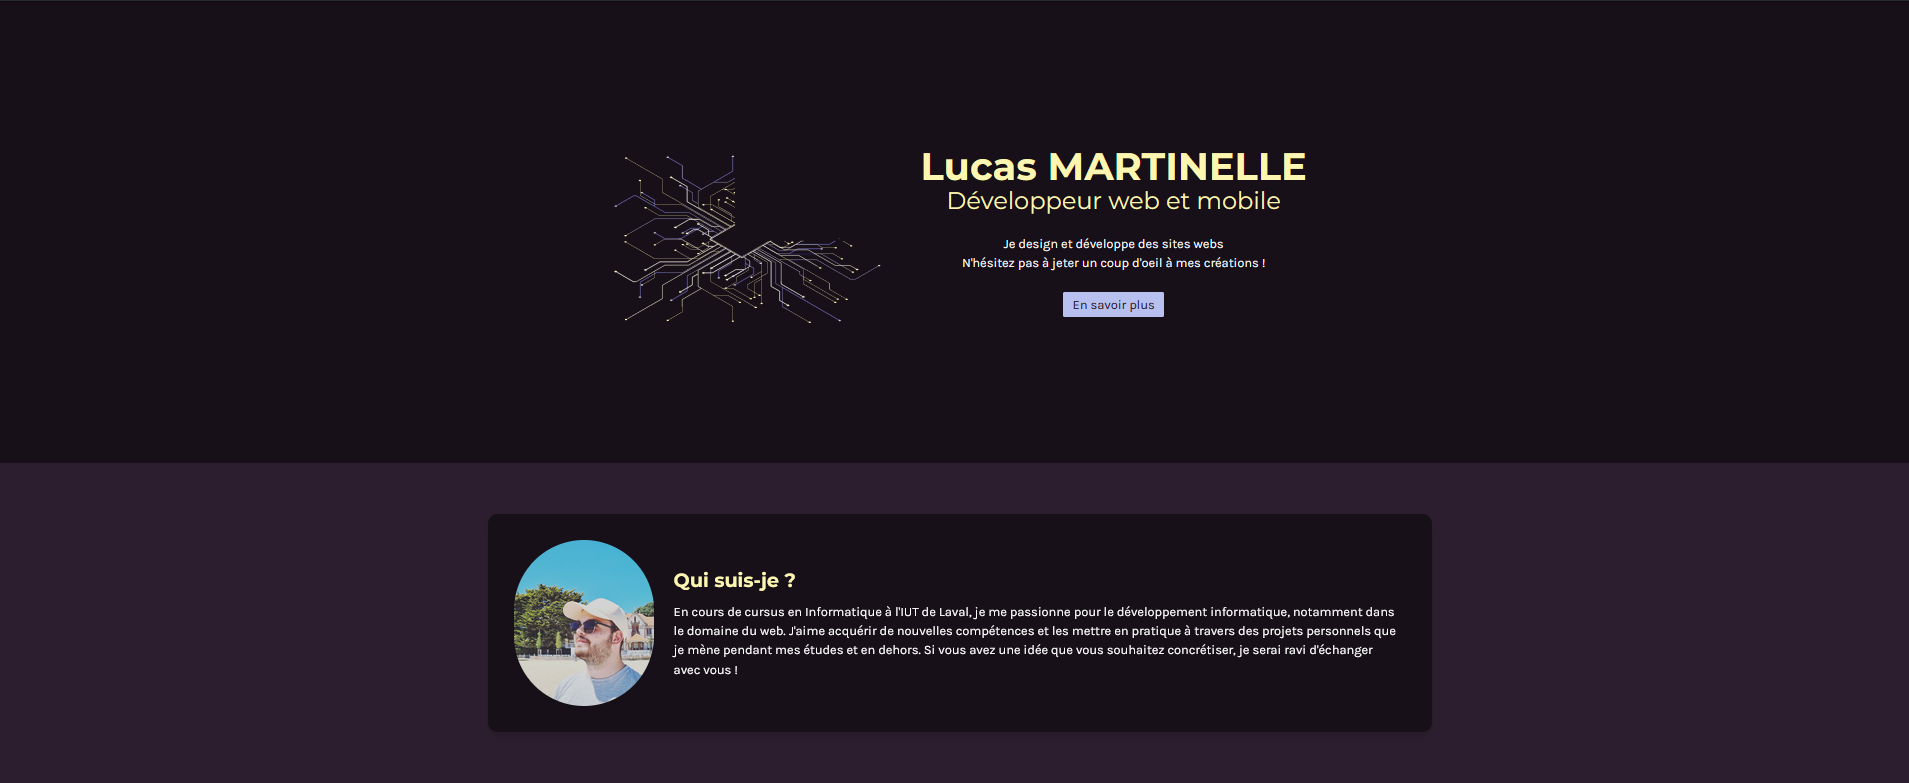 Lucas MARTINELLE
Développeur web et mobile
Je design et développe des sites webs
N'hésitez pas à jeter un coup d'oeil à mes créations !
En savoir plus
Qui suis-je ?
En cours de cursus en Informatique à l'IUT de Laval, je me passionne pour le développement informatique, notamment dans
le domaine du web. J'aime acquérir de nouvelles compétences et les mettre en pratique à travers des projets personnels que
je mène pendant mes études et en dehors. Si vous avez une idée que vous souhaitez concrétiser, je serai ravi d'échanger
avec vous !